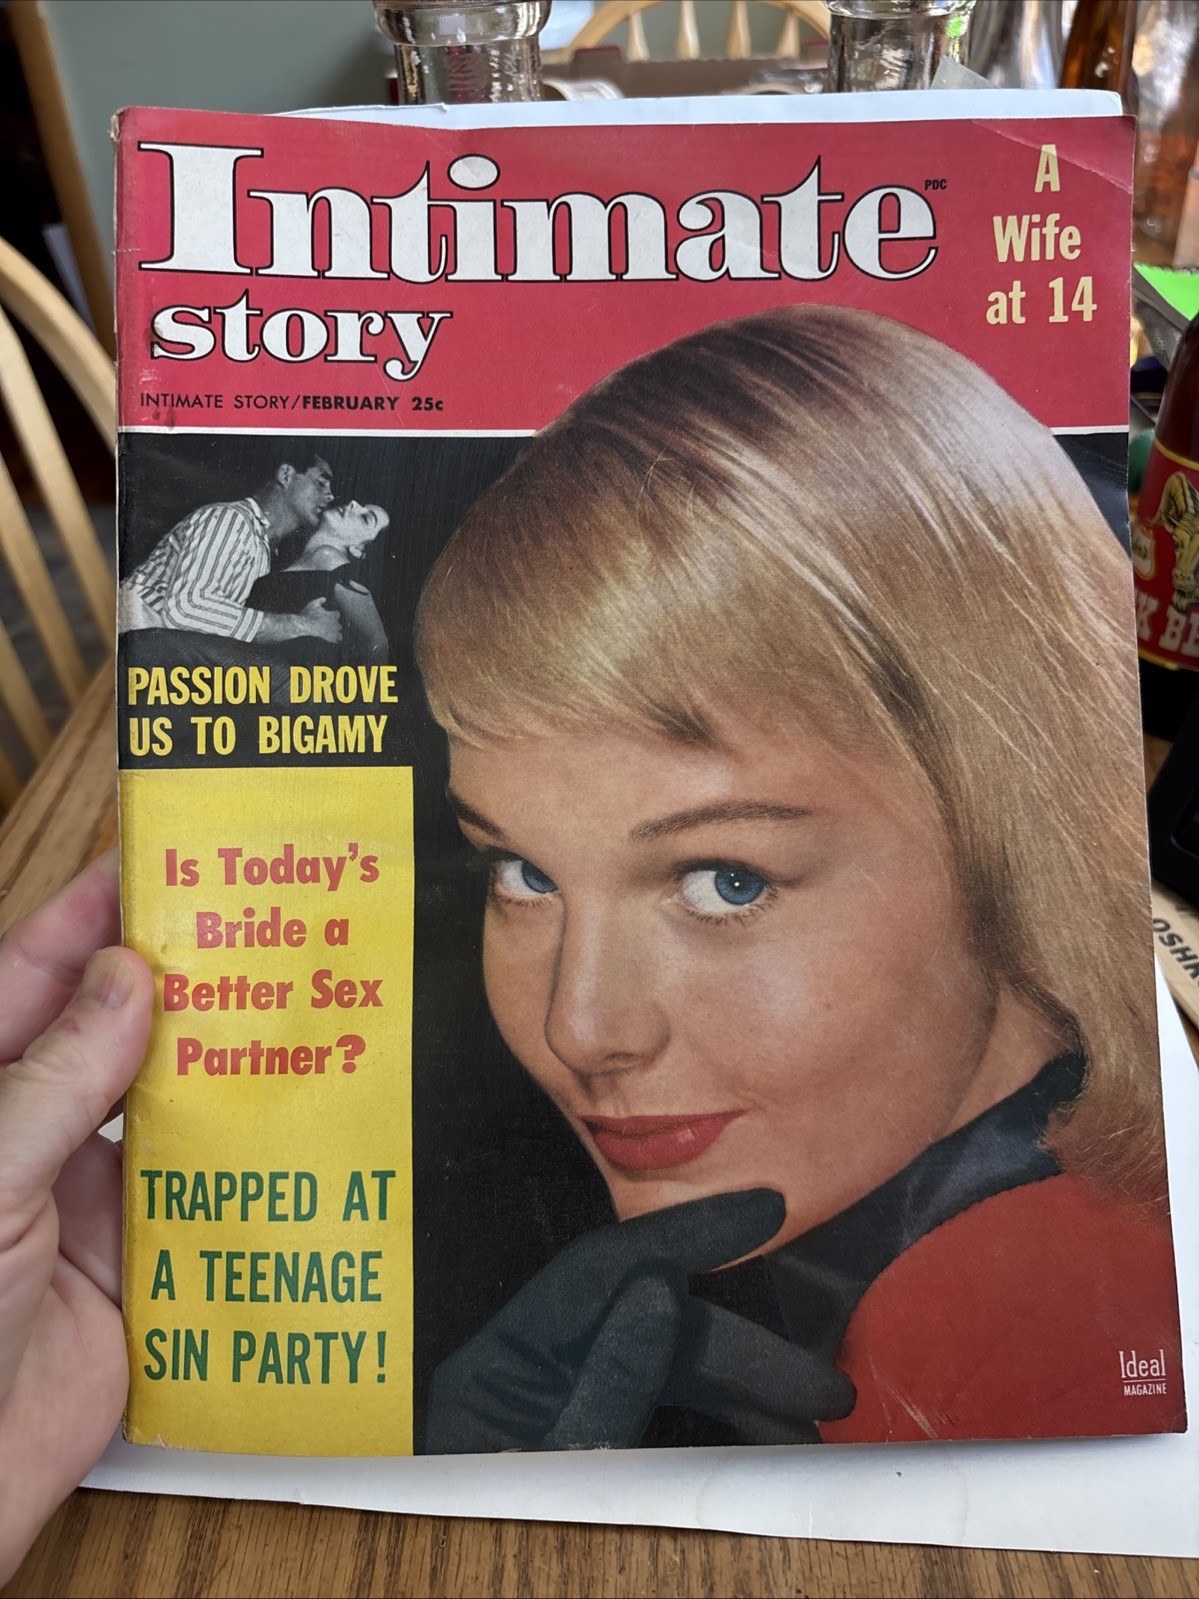 Intimate
PDC
story
INTIMATE STORY/FEBRUARY 25c
A
Wife
at 14
PASSION DROVE
US TO BIGAMY
Is Today's
Bride a
Better Sex
Partner?
TRAPPED AT
A TEENAGE
SIN PARTY!
Ideal
MAGAZINE
OSHK